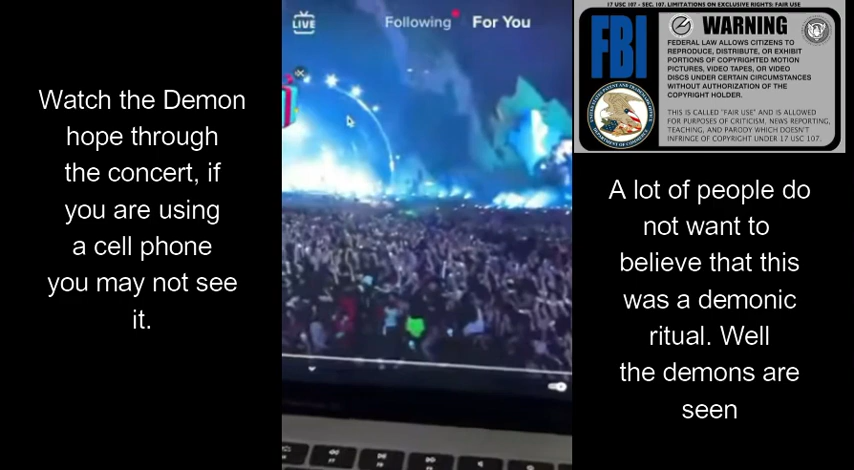 Watch the Demon
hope through
the concert, if
you are using
a cell phone
you may not see
it.
LIVE
Following
For You
17 USC 107 - SEC. 107. LIMITATIONS ON EXCLUSIVE RIGHTS: FAIR USE
FBI
WARNING
FEDERAL LAW ALLOWS CITIZENS TO
REPRODUCE, DISTRIBUTE, OR EXHIBIT
PORTIONS OF COPYRIGHTED MOTION
PICTURES, VIDEO TAPES, OR VIDEO
DISCS UNDER CERTAIN CIRCUMSTANCES
WITHOUT AUTHORIZATION OF THE
COPYRIGHT HOLDER.
THIS IS CALLED "FAIR USE" AND IS ALLOWED
FOR PURPOSES OF CRITICISM, NEWS REPORTING,
TEACHING, AND PARODY WHICH DOESN'T
INFRINGE OF COPYRIGHT UNDER 17 USC 107.
A lot of people do
not want to
believe that this
was a demonic
ritual. Well
the demons are
seen